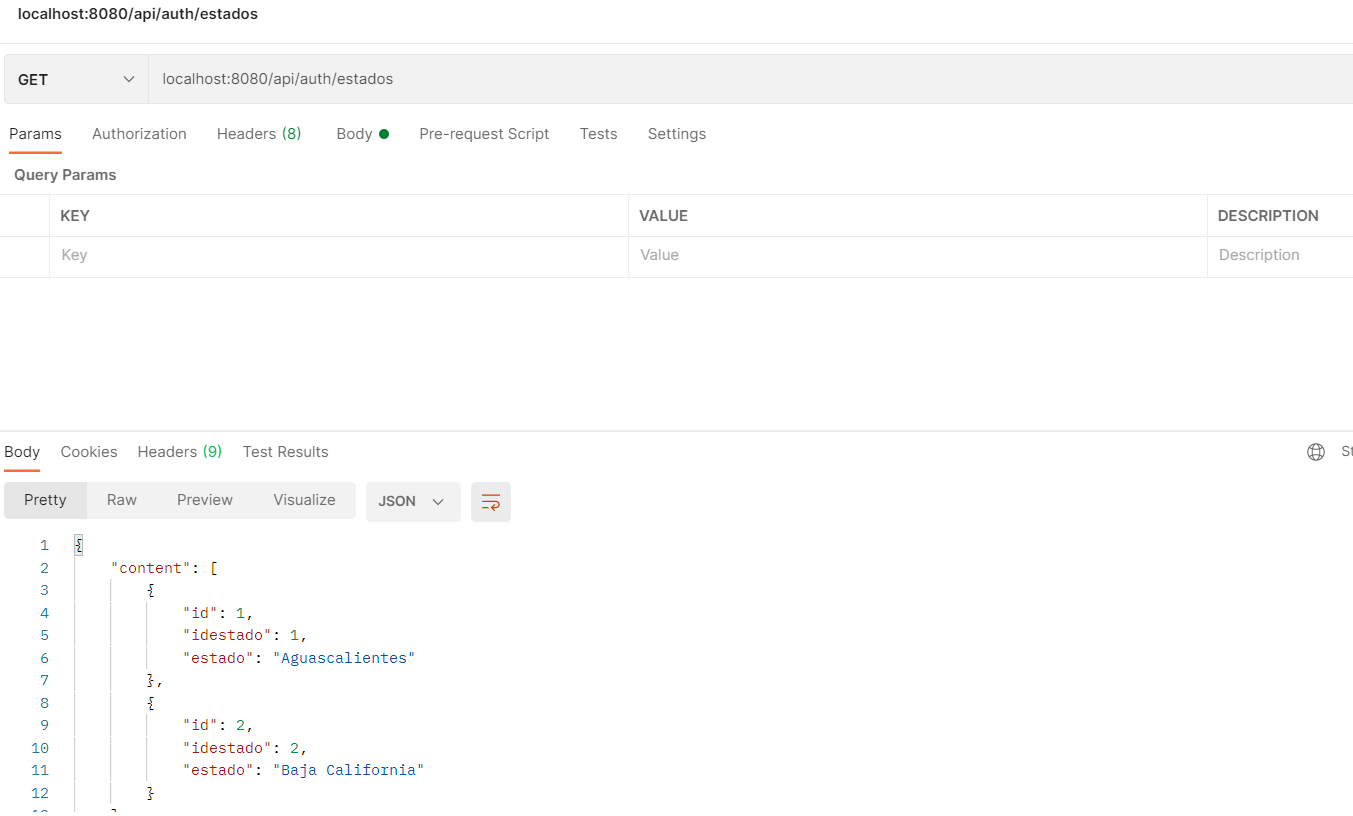 localhost:8080/api/auth/estados
GET localhost:8080/api/auth/estados
Params Authorization Headers (8) Body Pre-request Script Tests Settings
Query Params
KEY VALUE DESCRIPTION
Key Value Description
Body Cookies Headers (9) Test Results
Pretty Raw Preview Visualize JSON
1 {
2 "content": [
3 {
4 "id": 1,
5 "idestado": 1,
6 "estado": "Aguascalientes"
7 },
8 {
9 "id": 2,
10 "idestado": 2,
11 "estado": "Baja California"
12 }